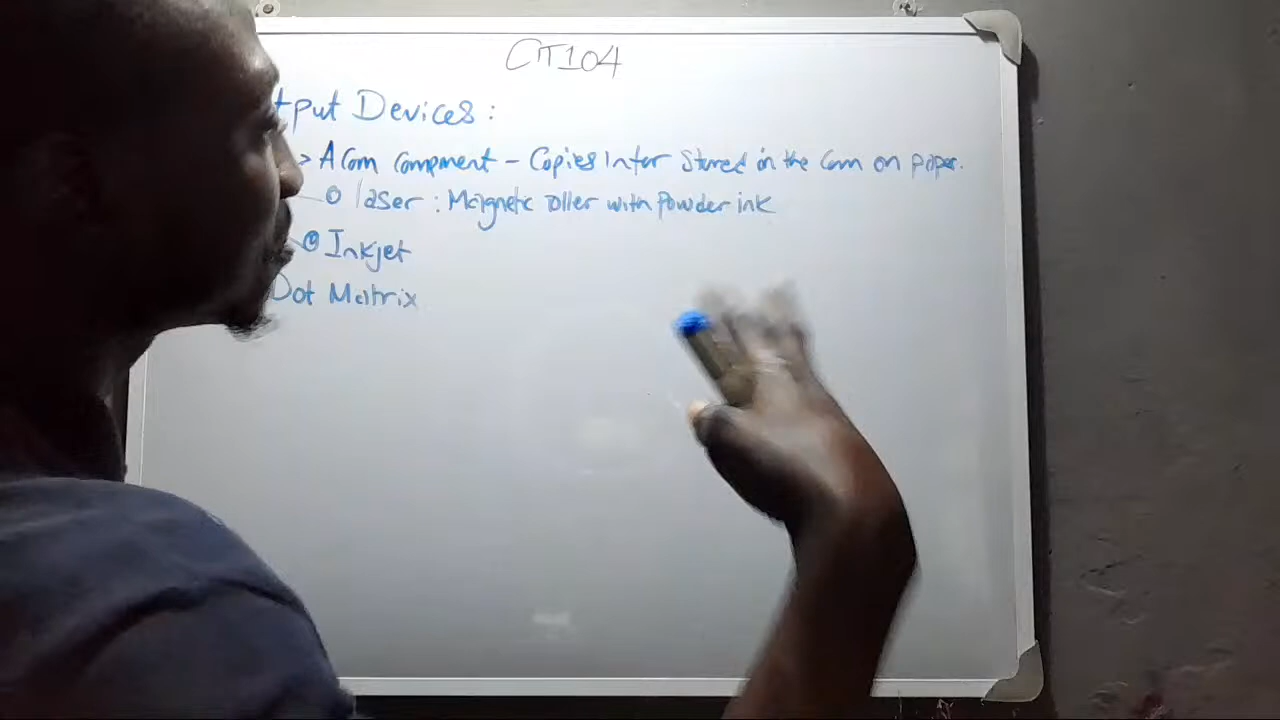 CIT104
tput Devices :
> A Com Component - Copies Infor Stored in the Com on paper.
O laser : Magnetic roller with Powder ink
O Inkjet
Dot Matrix